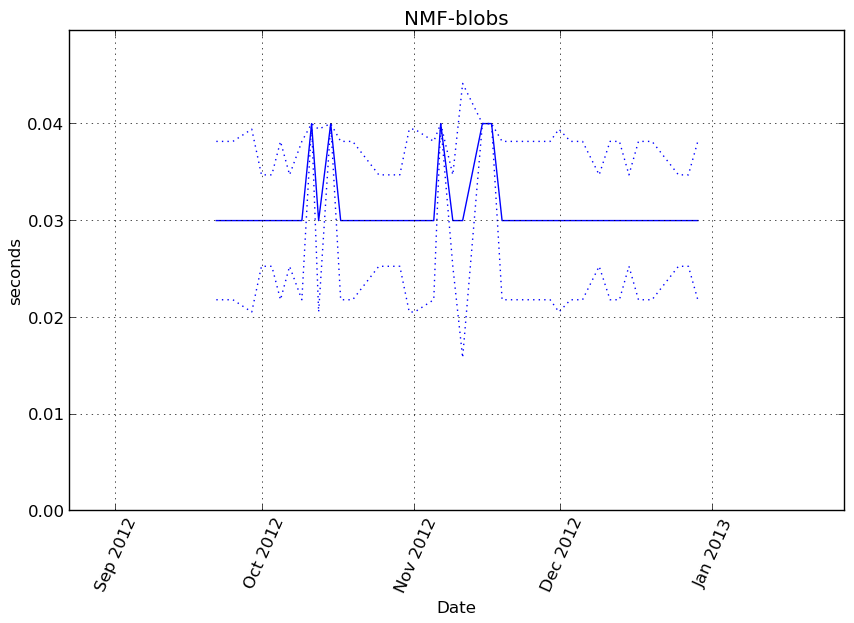 NMF-blobs
0.04
0.03
seconds
0.02
0.01
0.00
Sep 2012
Oct 2012
Nov 2012
Dec 2012
Jan 2013
Date